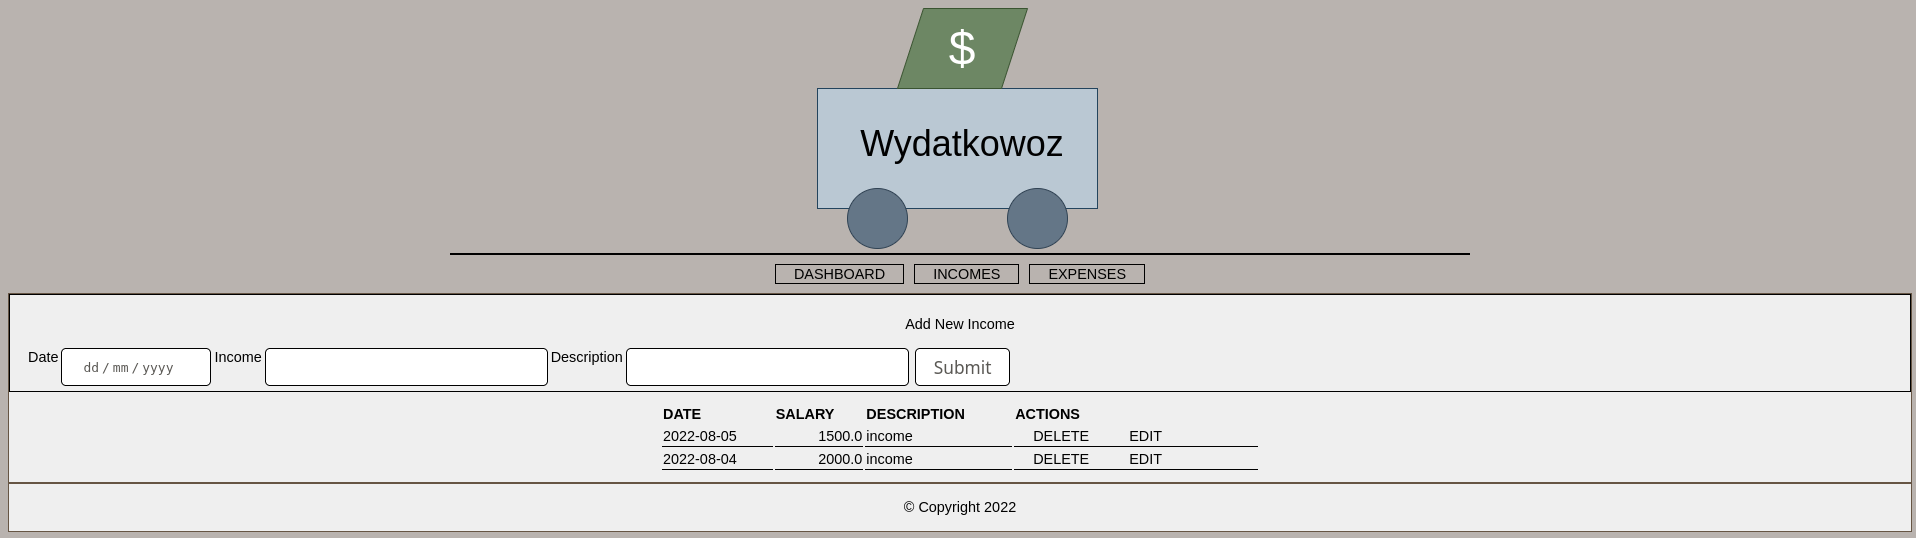 $
Wydatkowoz
DASHBOARD INCOMES EXPENSES
Add New Income
Date dd / mm / yyyy Income Description Submit
DATE SALARY DESCRIPTION ACTIONS
2022-08-05 1500.0 income DELETE EDIT
2022-08-04 2000.0 income DELETE EDIT
© Copyright 2022